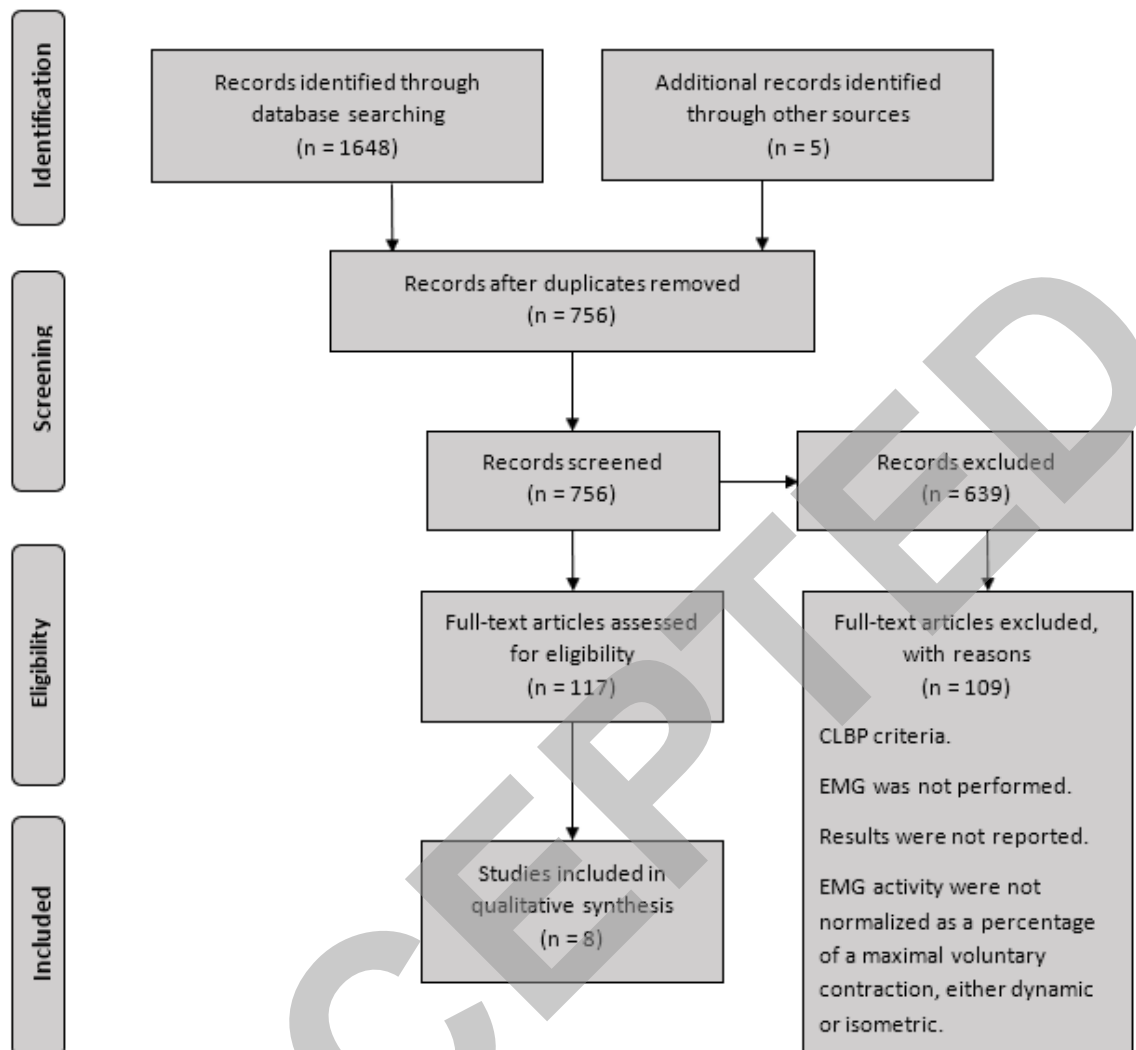 Identification
Records identified through
database searching
(n = 1648)
Additional records identified
through other sources
(n = 5)
Screening
Records after duplicates removed
(n = 756)
Records screened
(n = 756)
Records excluded
(n = 639)
Eligibility
Full-text articles assessed
for eligibility
(n = 117)
Full-text articles excluded,
with reasons
(n = 109)
CLBP criteria.
EMG was not performed.
Results were not reported.
EMG activity were not
normalized as a percentage
of a maximal voluntary
contraction, either dynamic
or isometric.
Included
Studies included in
qualitative synthesis
(n = 8)
CEPTED